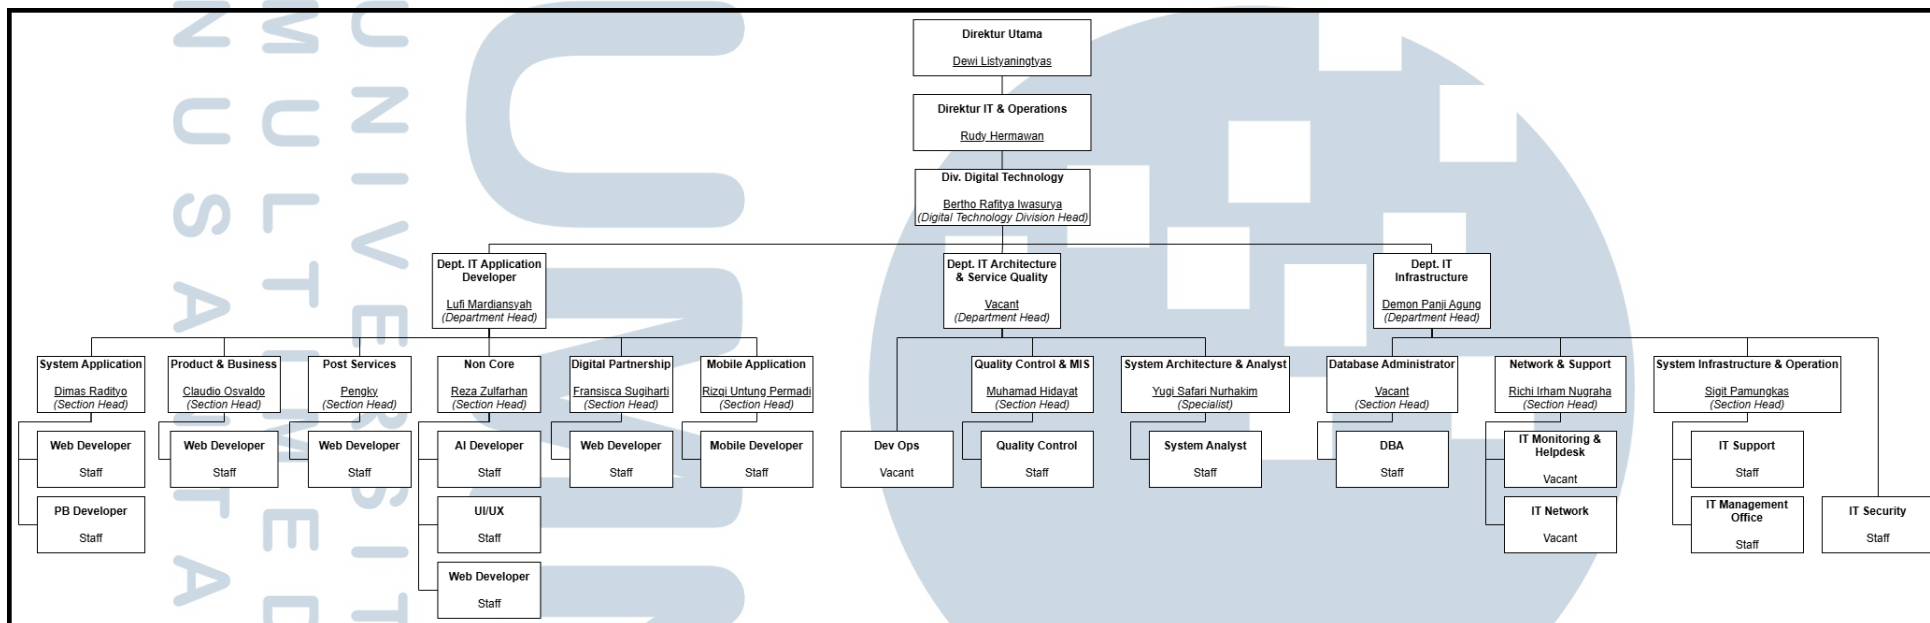 Direktur Utama
Dewi Listyaningtyas
Direktur IT & Operations
Rudy Hermawan
Div. Digital Technology
Bertho Rafitya Iwasurya
(Digital Technology Division Head)
Dept. IT Application
Developer
Lufi Mardiansyah
(Department Head)
Dept. IT Architecture
& Service Quality
Vacant
(Department Head)
Dept. IT
Infrastructure
Demon Panji Agung
(Department Head)
System Application
Dimas Radityo
(Section Head)
Product & Business
Claudio Osvaldo
(Section Head)
Post Services
Pengky
(Section Head)
Non Core
Reza Zulfarhan
(Section Head)
Digital Partnership
Fransisca Sugiharti
(Section Head)
Mobile Application
Rizqi Untung Permadi
(Section Head)
Quality Control & MIS
Muhamad Hidayat
(Section Head)
System Architecture & Analyst
Yugi Safari Nurhakim
(Specialist)
Database Administrator
Vacant
(Section Head)
Network & Support
Richi Irham Nugraha
(Section Head)
System Infrastructure & Operation
Sigit Pamungkas
(Section Head)
Web Developer
Staff
Web Developer
Staff
Web Developer
Staff
AI Developer
Staff
Web Developer
Staff
Mobile Developer
Staff
Dev Ops
Vacant
Quality Control
Staff
System Analyst
Staff
DBA
Staff
IT Monitoring &
Helpdesk
Vacant
IT Support
Staff
PB Developer
Staff
UI/UX
Staff
IT Network
Vacant
IT Management
Office
Staff
IT Security
Staff
Web Developer
Staff